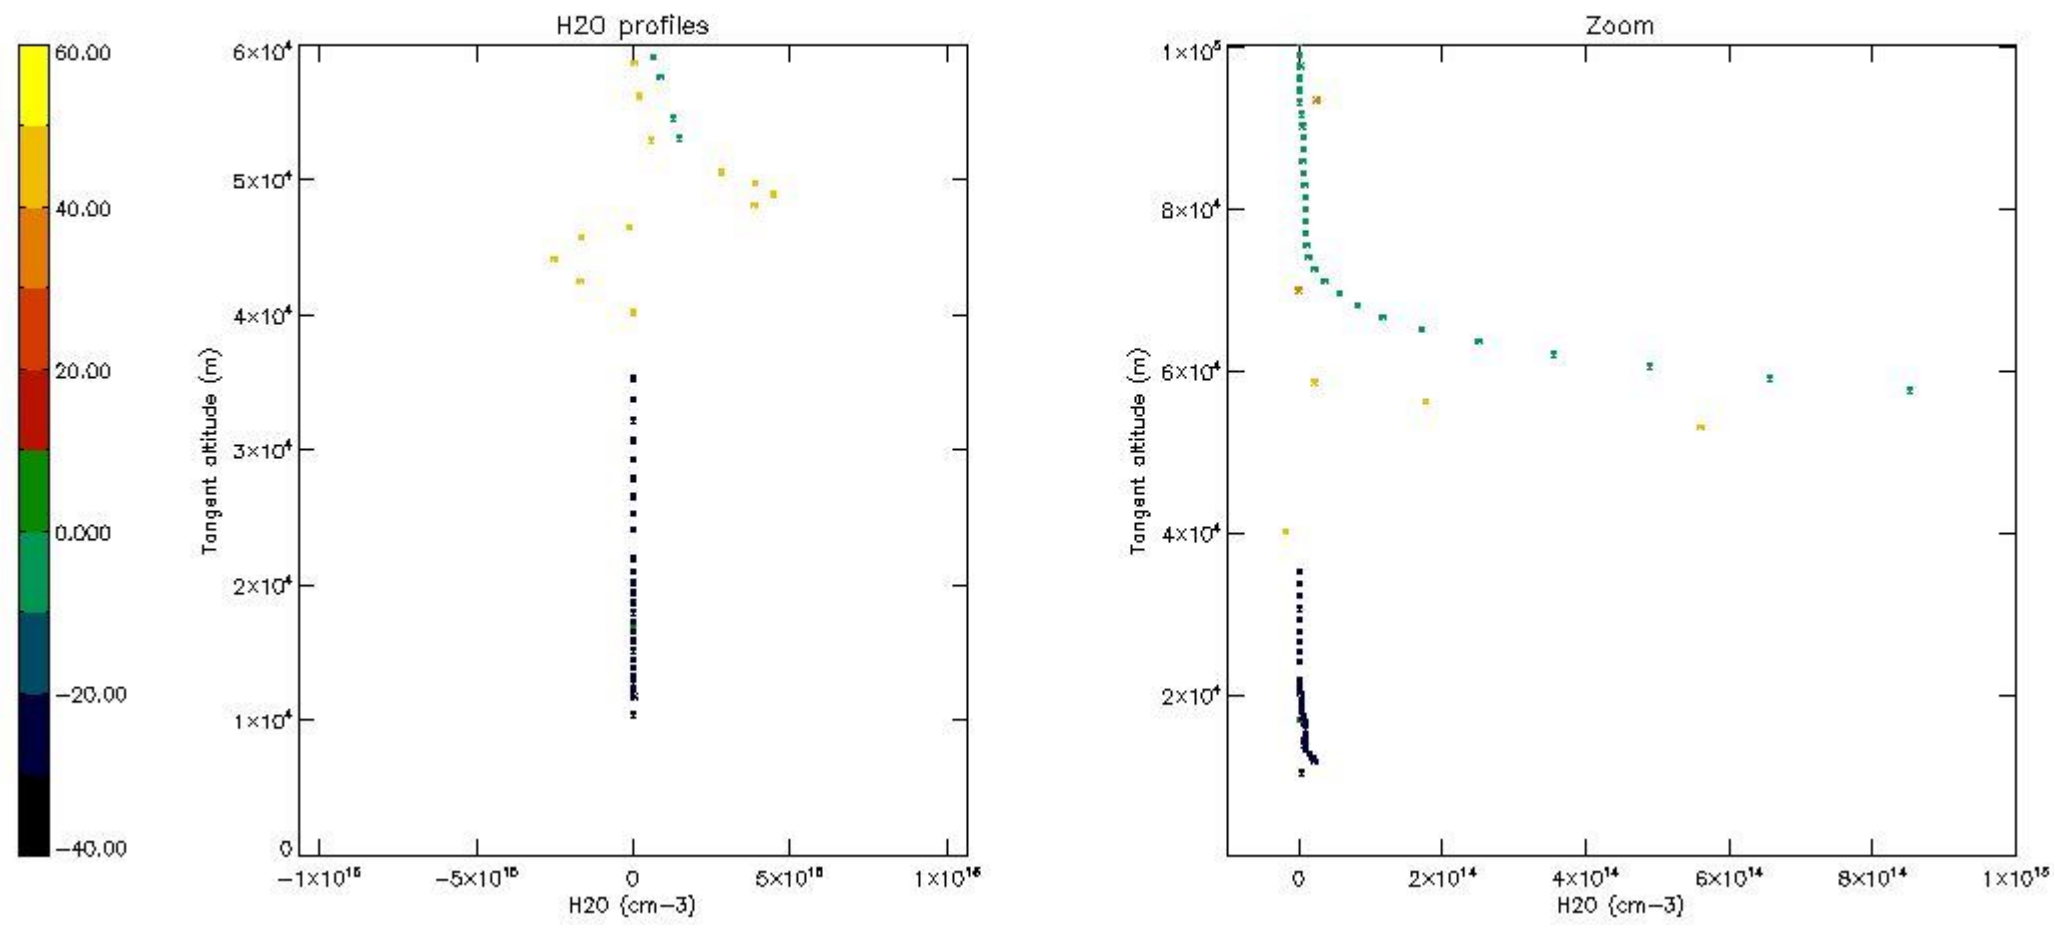 H2O profiles
60.00
40.00
20.00
0.000
−20.00
−40.00
6×10⁴
5×10⁴
4×10⁴
3×10⁴
2×10⁴
1×10⁴
0
Tangent altitude (m)
−1×10¹⁶ −5×10¹⁵ 0 5×10¹⁵ 1×10¹⁶
H2O (cm−3)
Zoom
1×10⁵
8×10⁴
6×10⁴
4×10⁴
2×10⁴
Tangent altitude (m)
0 2×10¹⁴ 4×10¹⁴ 6×10¹⁴ 8×10¹⁴ 1×10¹⁵
H2O (cm−3)